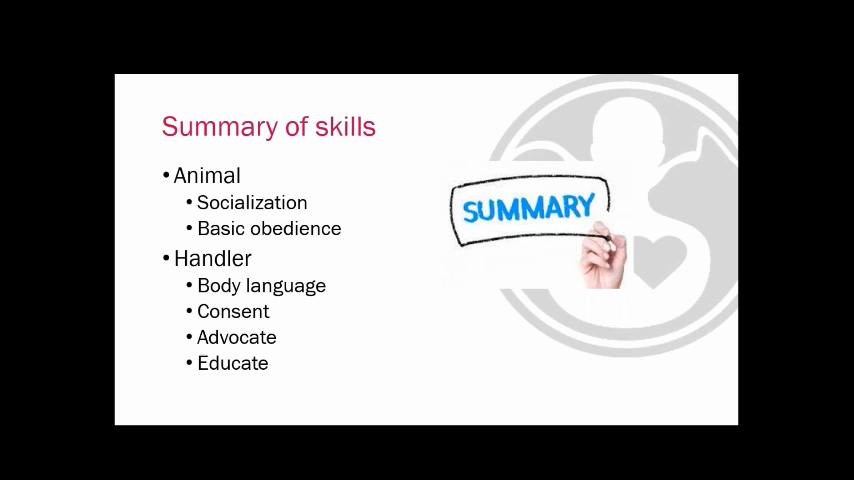 Summary of skills
• Animal
• Socialization
• Basic obedience
• Handler
• Body language
• Consent
• Advocate
• Educate
SUMMARY